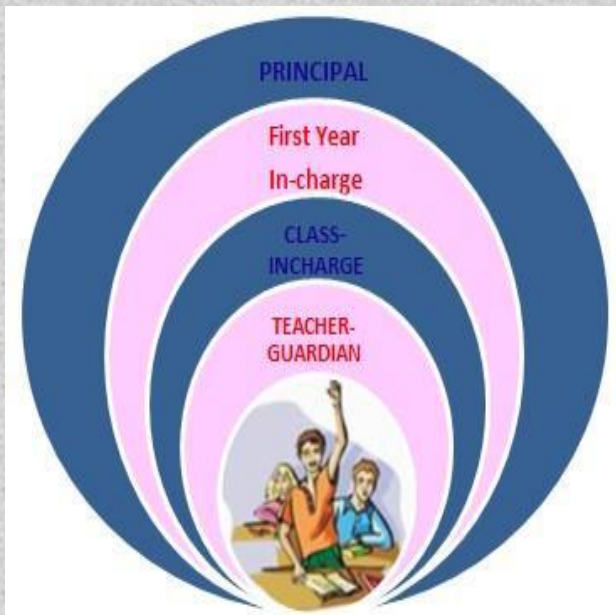 PRINCIPAL
First Year
In-charge
CLASS-
INCHARGE
TEACHER-
GUARDIAN